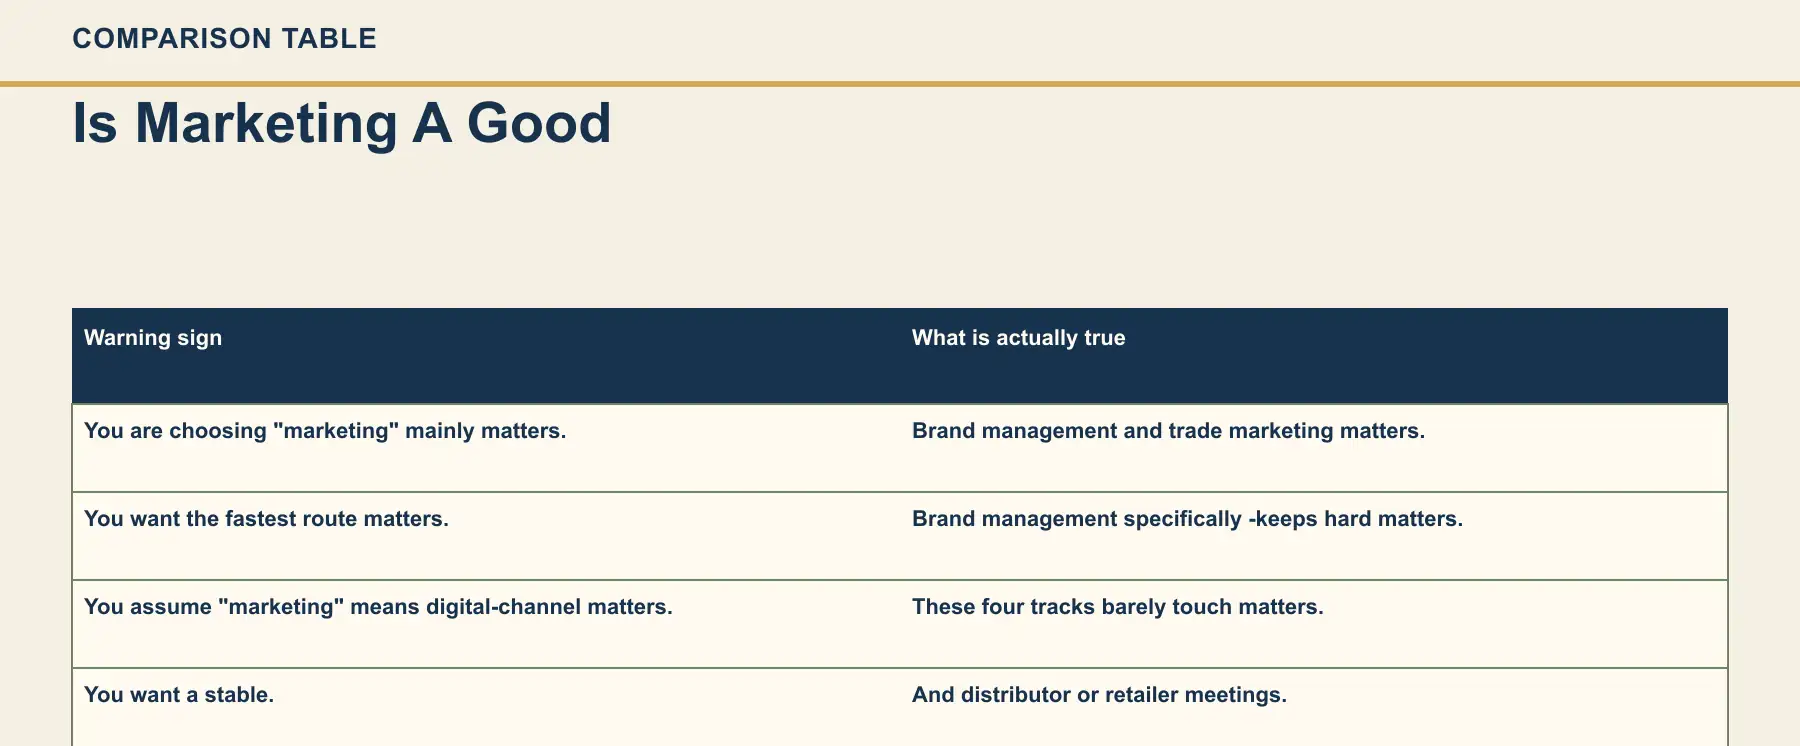 COMPARISON TABLE
Is Marketing A Good
Warning sign What is actually true
You are choosing "marketing" mainly matters. Brand management and trade marketing matters.
You want the fastest route matters. Brand management specifically -keeps hard matters.
You assume "marketing" means digital-channel matters. These four tracks barely touch matters.
You want a stable. And distributor or retailer meetings.